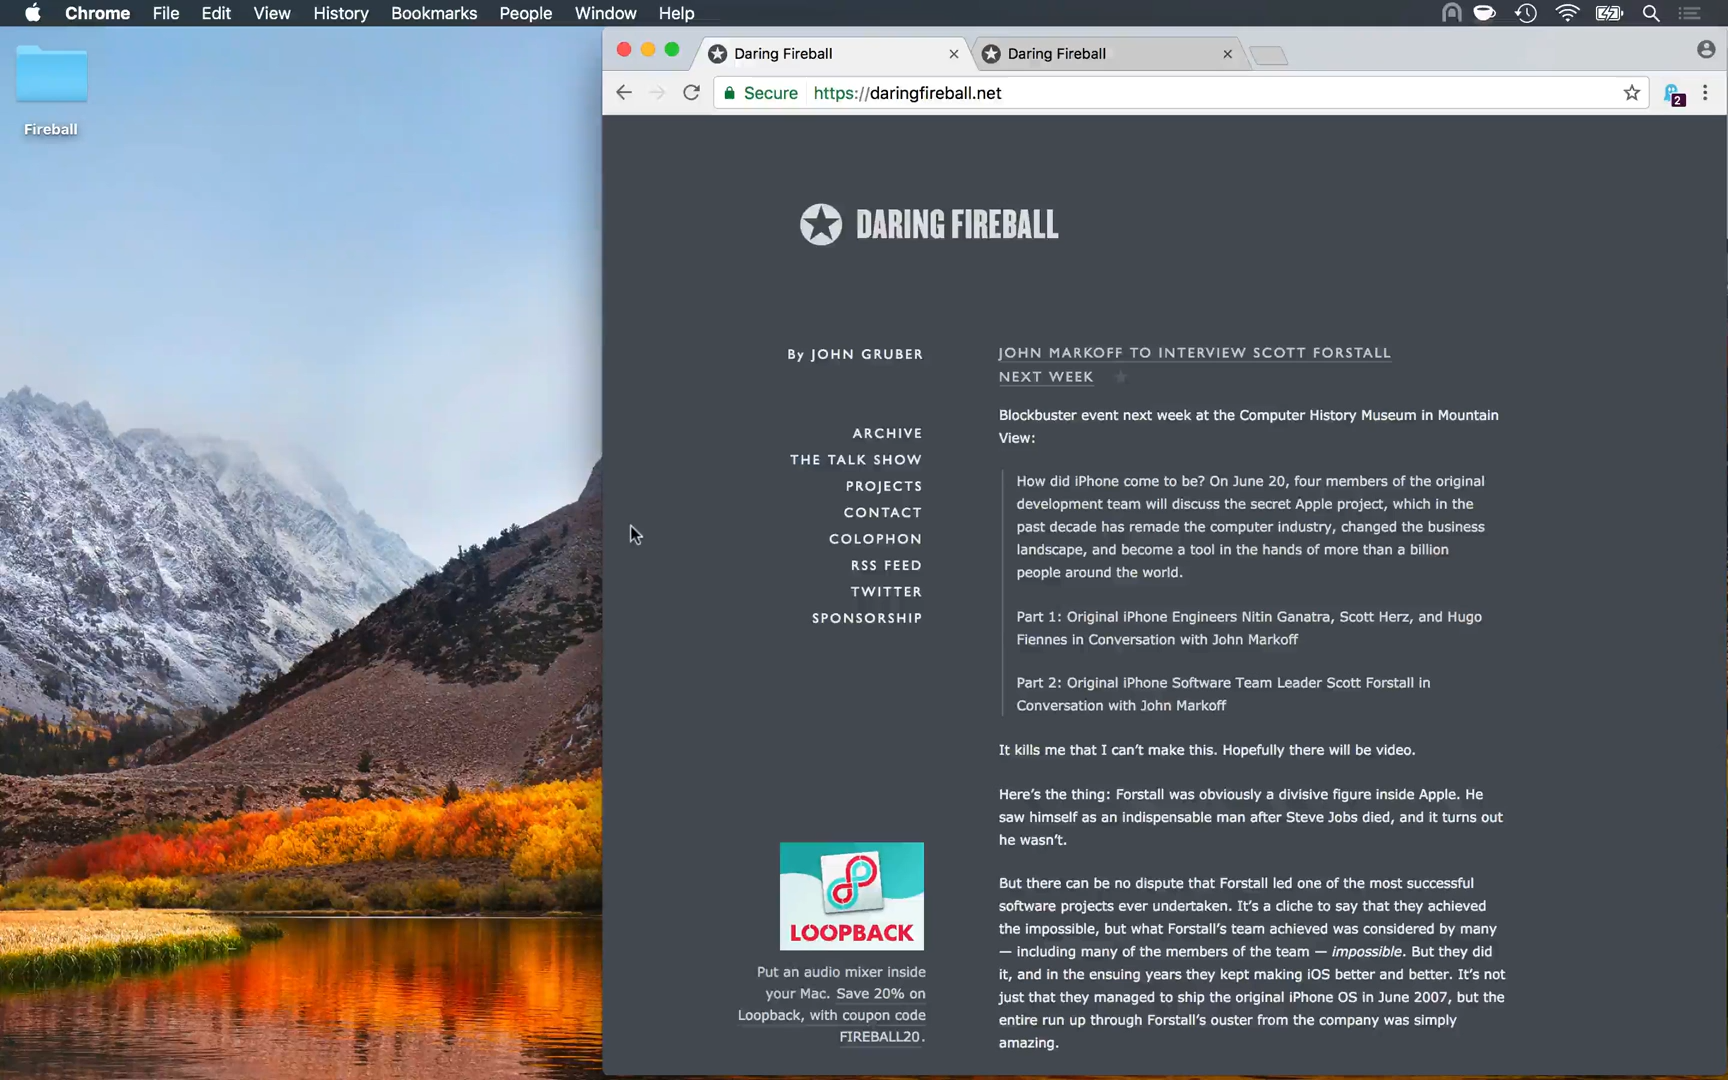 Chrome File Edit View History Bookmarks People Window Help
Fireball
Daring Fireball
Daring Fireball
Secure https://daringfireball.net
2
DARING FIREBALL
By JOHN GRUBER
ARCHIVE
THE TALK SHOW
PROJECTS
CONTACT
COLOPHON
RSS FEED
TWITTER
SPONSORSHIP
LOOPBACK
Put an audio mixer inside
your Mac. Save 20% on
Loopback, with coupon code
FIREBALL20.
JOHN MARKOFF TO INTERVIEW SCOTT FORSTALL
NEXT WEEK ★
Blockbuster event next week at the Computer History Museum in Mountain
View:
How did iPhone come to be? On June 20, four members of the original
development team will discuss the secret Apple project, which in the
past decade has remade the computer industry, changed the business
landscape, and become a tool in the hands of more than a billion
people around the world.
Part 1: Original iPhone Engineers Nitin Ganatra, Scott Herz, and Hugo
Fiennes in Conversation with John Markoff
Part 2: Original iPhone Software Team Leader Scott Forstall in
Conversation with John Markoff
It kills me that I can’t make this. Hopefully there will be video.
Here’s the thing: Forstall was obviously a divisive figure inside Apple. He
saw himself as an indispensable man after Steve Jobs died, and it turns out
he wasn’t.
But there can be no dispute that Forstall led one of the most successful
software projects ever undertaken. It’s a cliche to say that they achieved
the impossible, but what Forstall’s team achieved was considered by many
— including many of the members of the team — impossible. But they did
it, and in the ensuing years they kept making iOS better and better. It’s not
just that they managed to ship the original iPhone OS in June 2007, but the
entire run up through Forstall’s ouster from the company was simply
amazing.